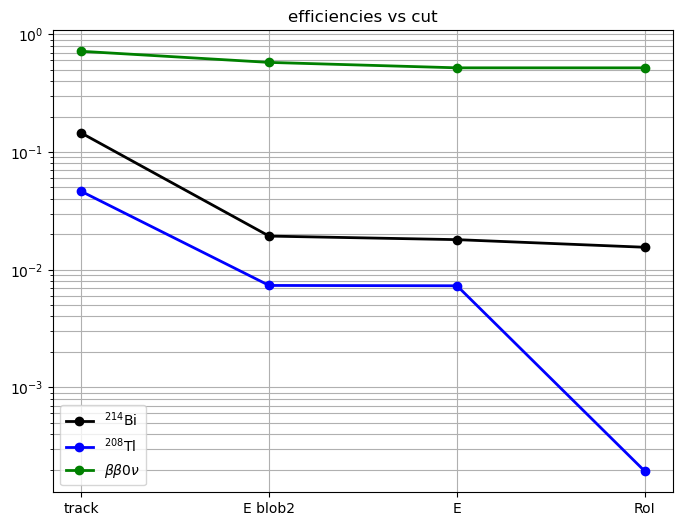 efficiencies vs cut
10⁰
10⁻¹
10⁻²
10⁻³
²¹⁴Bi
²⁰⁸Tl
ββ0ν
track E blob2 E RoI